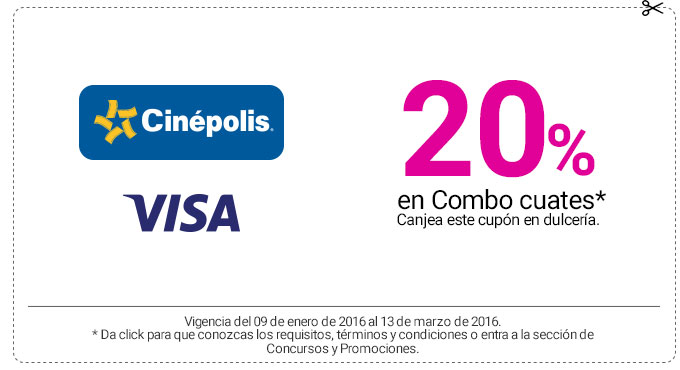 Cinépolis
VISA
20%
en Combo cuates*
Canjea este cupón en dulcería.
Vigencia del 09 de enero de 2016 al 13 de marzo de 2016.
* Da click para que conozcas los requisitos, términos y condiciones o entra a la sección de
Concursos y Promociones.